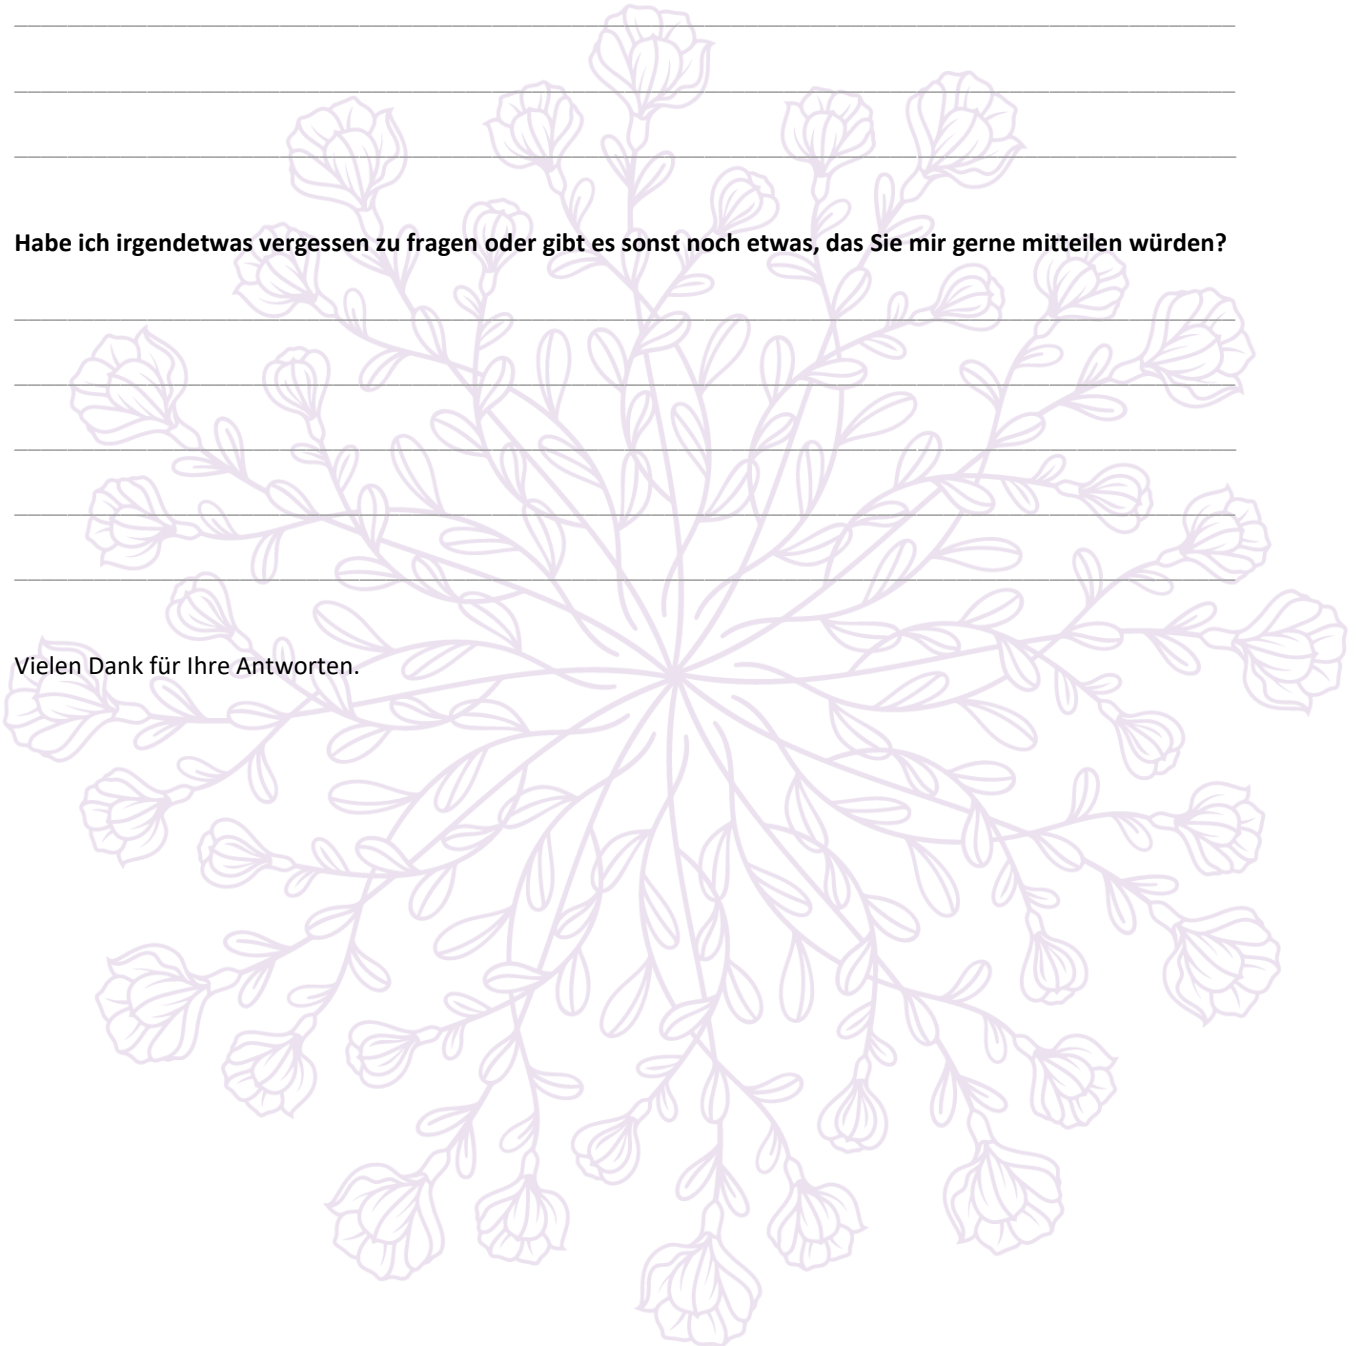 Habe ich irgendetwas vergessen zu fragen oder gibt es sonst noch etwas, das Sie mir gerne mitteilen würden?
Vielen Dank für Ihre Antworten.